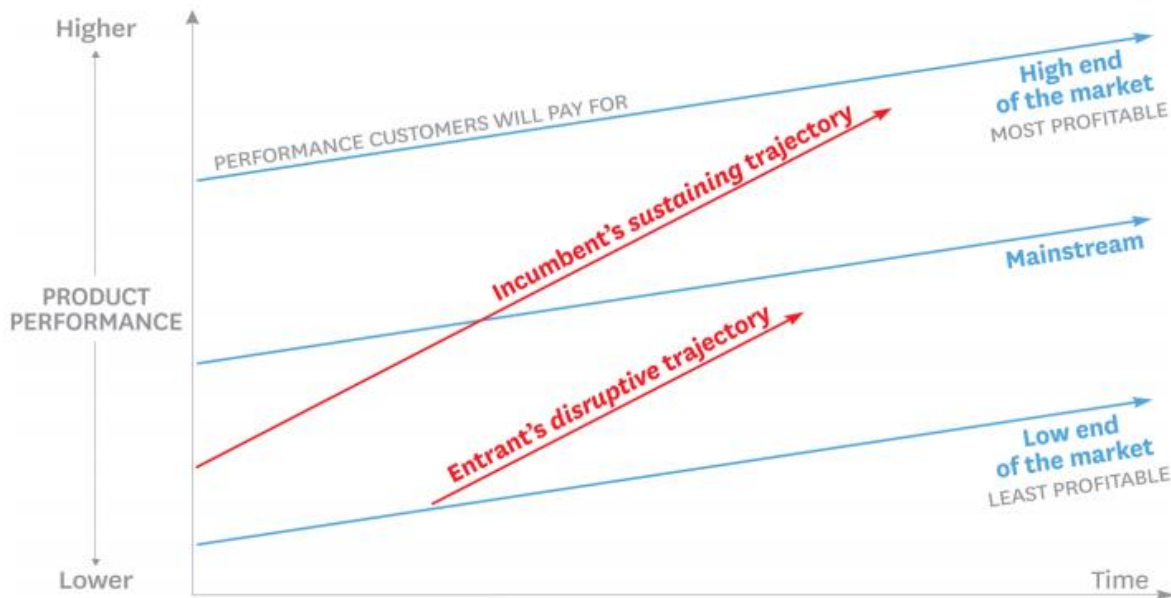 Higher
PERFORMANCE CUSTOMERS WILL PAY FOR
High end
of the market
MOST PROFITABLE
Incumbent's sustaining trajectory
Mainstream
PRODUCT
PERFORMANCE
Entrant's disruptive trajectory
Low end
of the market
LEAST PROFITABLE
Lower
Time